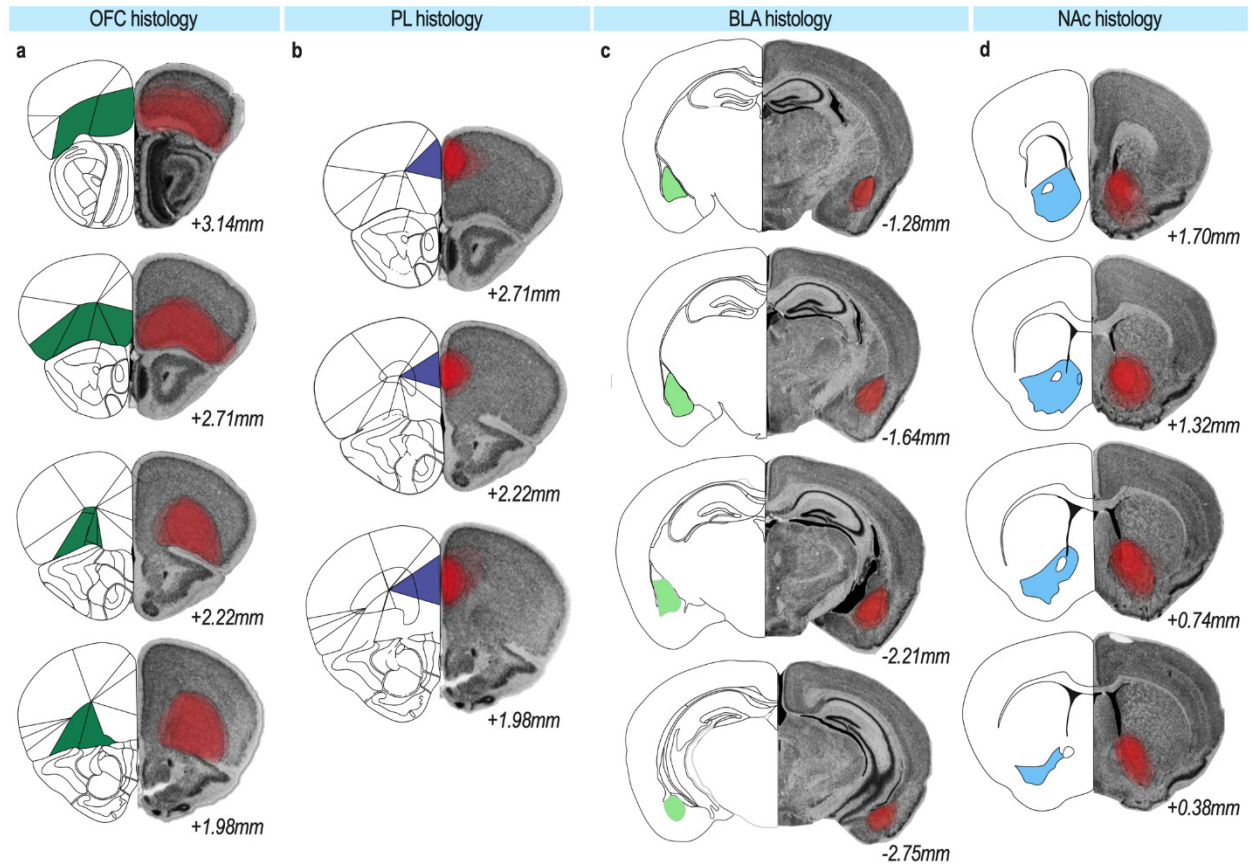 OFC histology
PL histology
BLA histology
NAc histology
a
+3.14mm
+2.71mm
+2.22mm
+1.98mm
b
+2.71mm
+2.22mm
+1.98mm
c
-1.28mm
-1.64mm
-2.21mm
-2.75mm
d
+1.70mm
+1.32mm
+0.74mm
+0.38mm